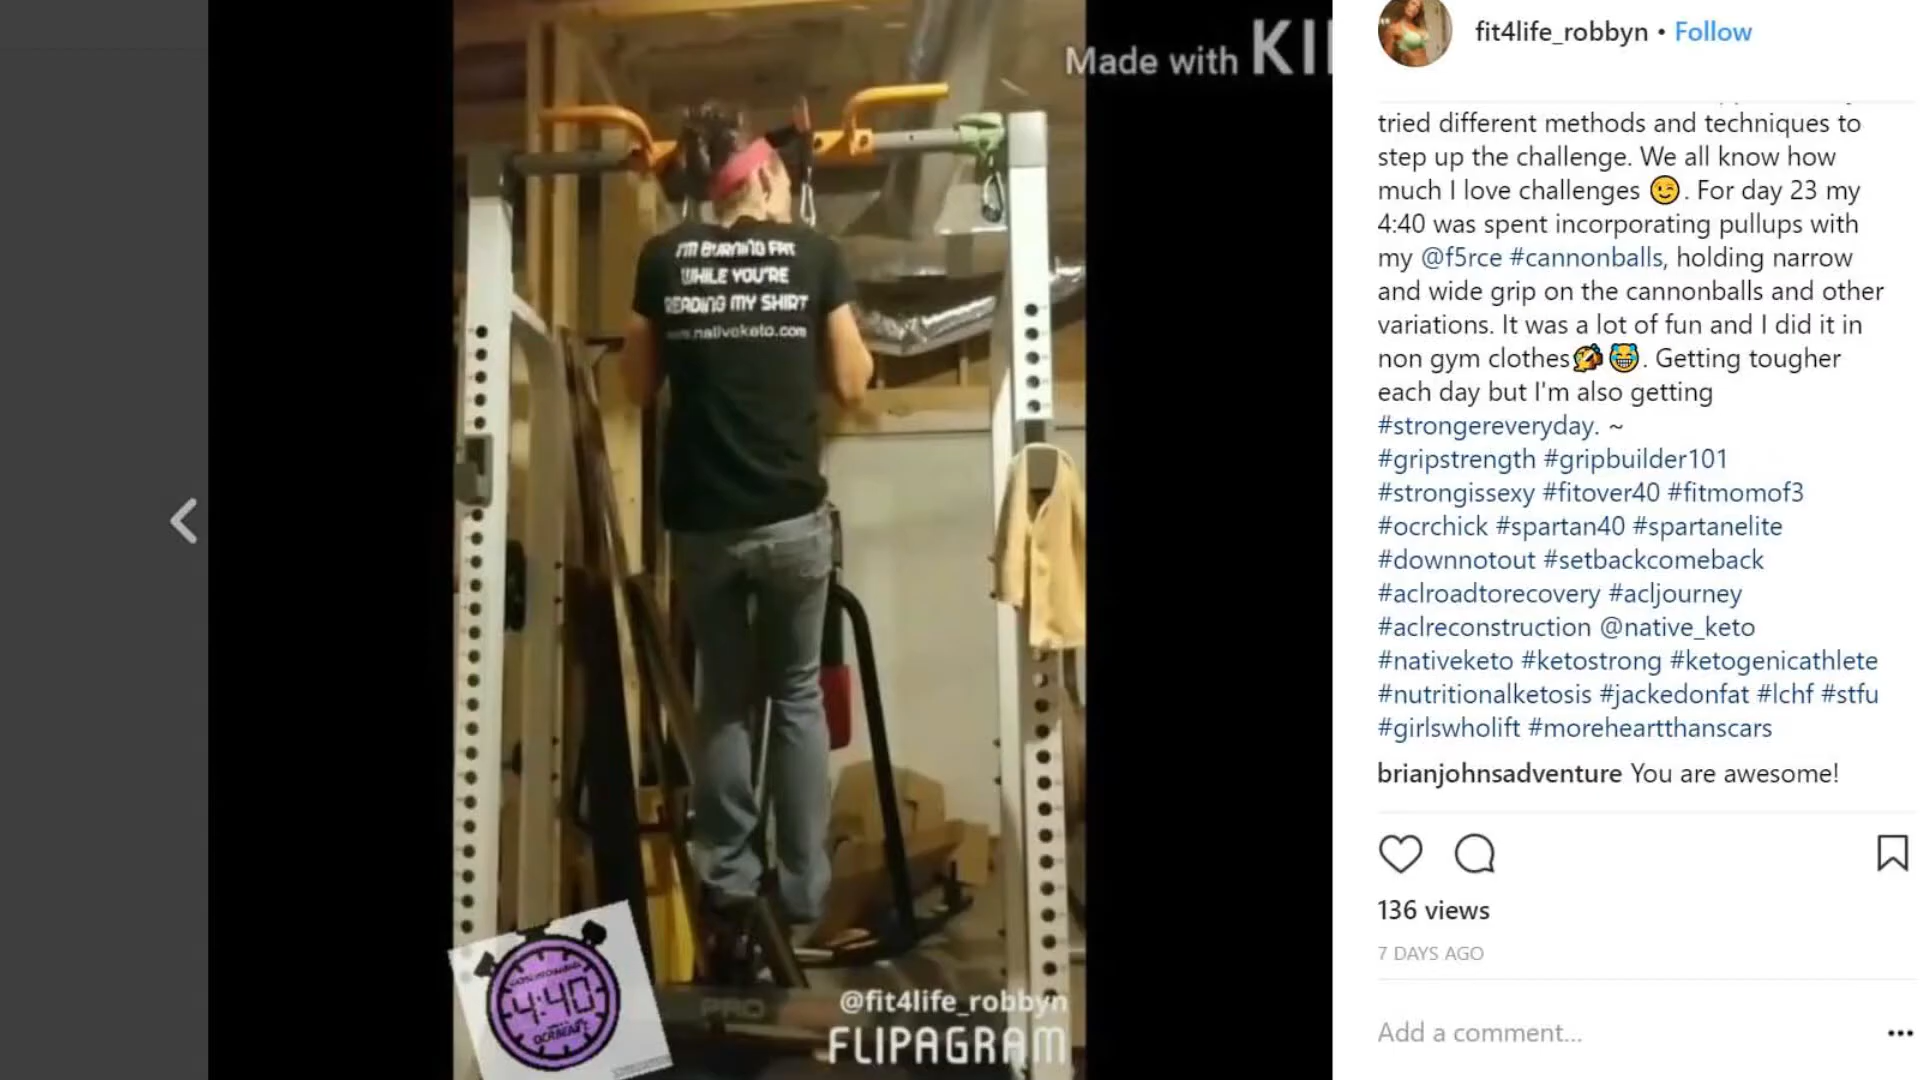 Made with KI
I'M BURNING FAT
WHILE YOU'RE
READING MY SHIRT
www.nativeketo.com
4:40
PRO
@fit4life_robbyn
FLIPAGRAM
fit4life_robbyn • Follow
tried different methods and techniques to
step up the challenge. We all know how
much I love challenges 😉. For day 23 my
4:40 was spent incorporating pullups with
my @f5rce #cannonballs, holding narrow
and wide grip on the cannonballs and other
variations. It was a lot of fun and I did it in
non gym clothes🤣😹. Getting tougher
each day but I'm also getting
#strongereveryday. ~
#gripstrength #gripbuilder101
#strongissexy #fitover40 #fitmomof3
#ocrchick #spartan40 #spartanelite
#downnotout #setbackcomeback
#aclroadtorecovery #acljourney
#aclreconstruction @native_keto
#nativeketo #ketostrong #ketogenicathlete
#nutritionalketosis #jackedonfat #lchf #stfu
#girlswholift #moreheartthanscars
brianjohnsadventure You are awesome!
136 views
7 DAYS AGO
Add a comment...